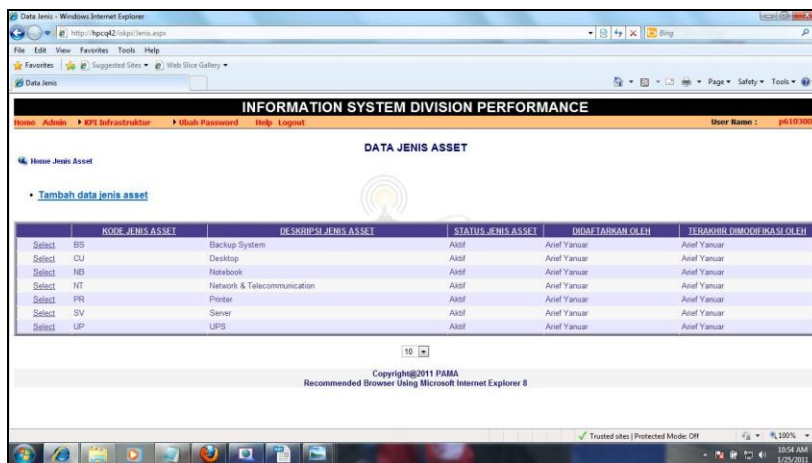 Data Jenis - Windows Internet Explorer
http://hpcq42/iskpi/Jenis.aspx
Bing
File Edit View Favorites Tools Help
Favorites Suggested Sites Web Slice Gallery
Data Jenis Page Safety Tools
INFORMATION SYSTEM DIVISION PERFORMANCE
Home Admin KPI Infrastruktur Ubah Password Help Logout User Name : p610300
DATA JENIS ASSET
Home Jenis Asset
Tambah data jenis asset
KODE JENIS ASSET DESKRIPSI JENIS ASSET STATUS JENIS ASSET DIDAFTARKAN OLEH TERAKHIR DIMODIFIKASI OLEH
Select BS Backup System Aktif Arief Yanuar Arief Yanuar
Select CU Desktop Aktif Arief Yanuar Arief Yanuar
Select NB Notebook Aktif Arief Yanuar Arief Yanuar
Select NT Network & Telecommunication Aktif Arief Yanuar Arief Yanuar
Select PR Printer Aktif Arief Yanuar Arief Yanuar
Select SV Server Aktif Arief Yanuar Arief Yanuar
Select UP UPS Aktif Arief Yanuar Arief Yanuar
10
Copyright@2011 PAMA
Recommended Browser Using Microsoft Internet Explorer 8
Trusted sites | Protected Mode: Off 100%
10:54 AM
1/25/2011